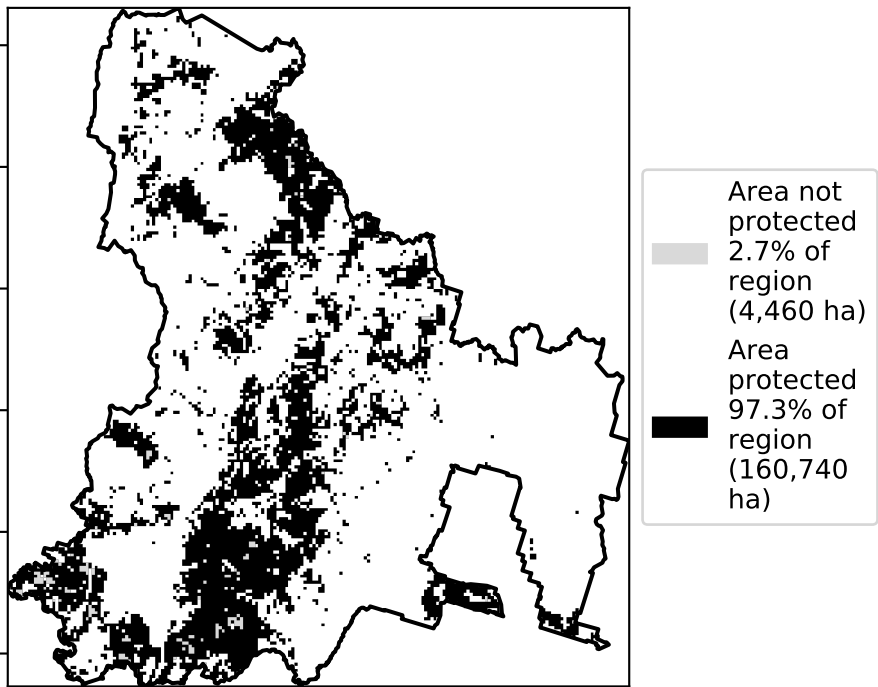 Area not
protected
2.7% of
region
(4,460 ha)
Area
protected
97.3% of
region
(160,740
ha)